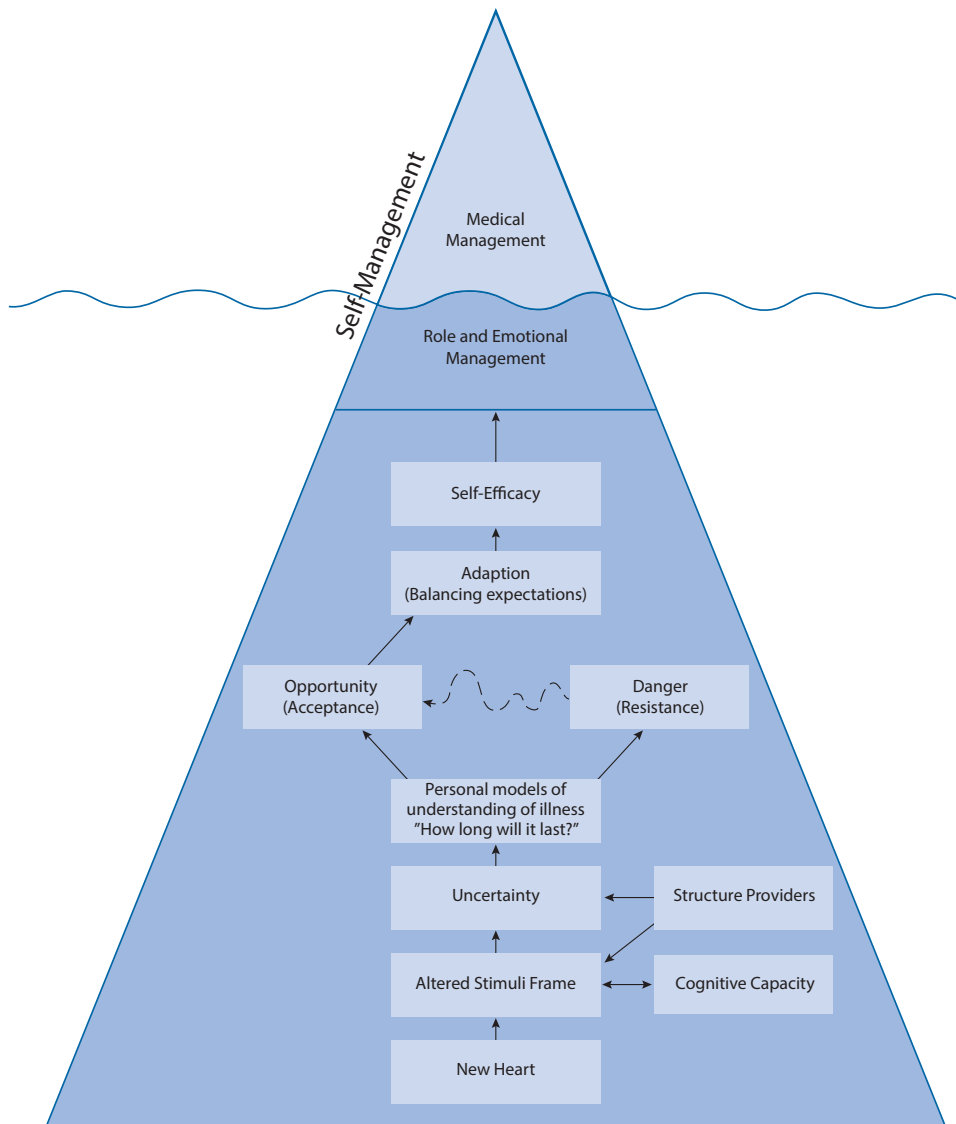 Self-Management
Medical
Management
Role and Emotional
Management
Self-Efficacy
Adaption
(Balancing expectations)
Opportunity
(Acceptance)
Danger
(Resistance)
Personal models of
understanding of illness
"How long will it last?"
Uncertainty
Structure Providers
Altered Stimuli Frame
Cognitive Capacity
New Heart